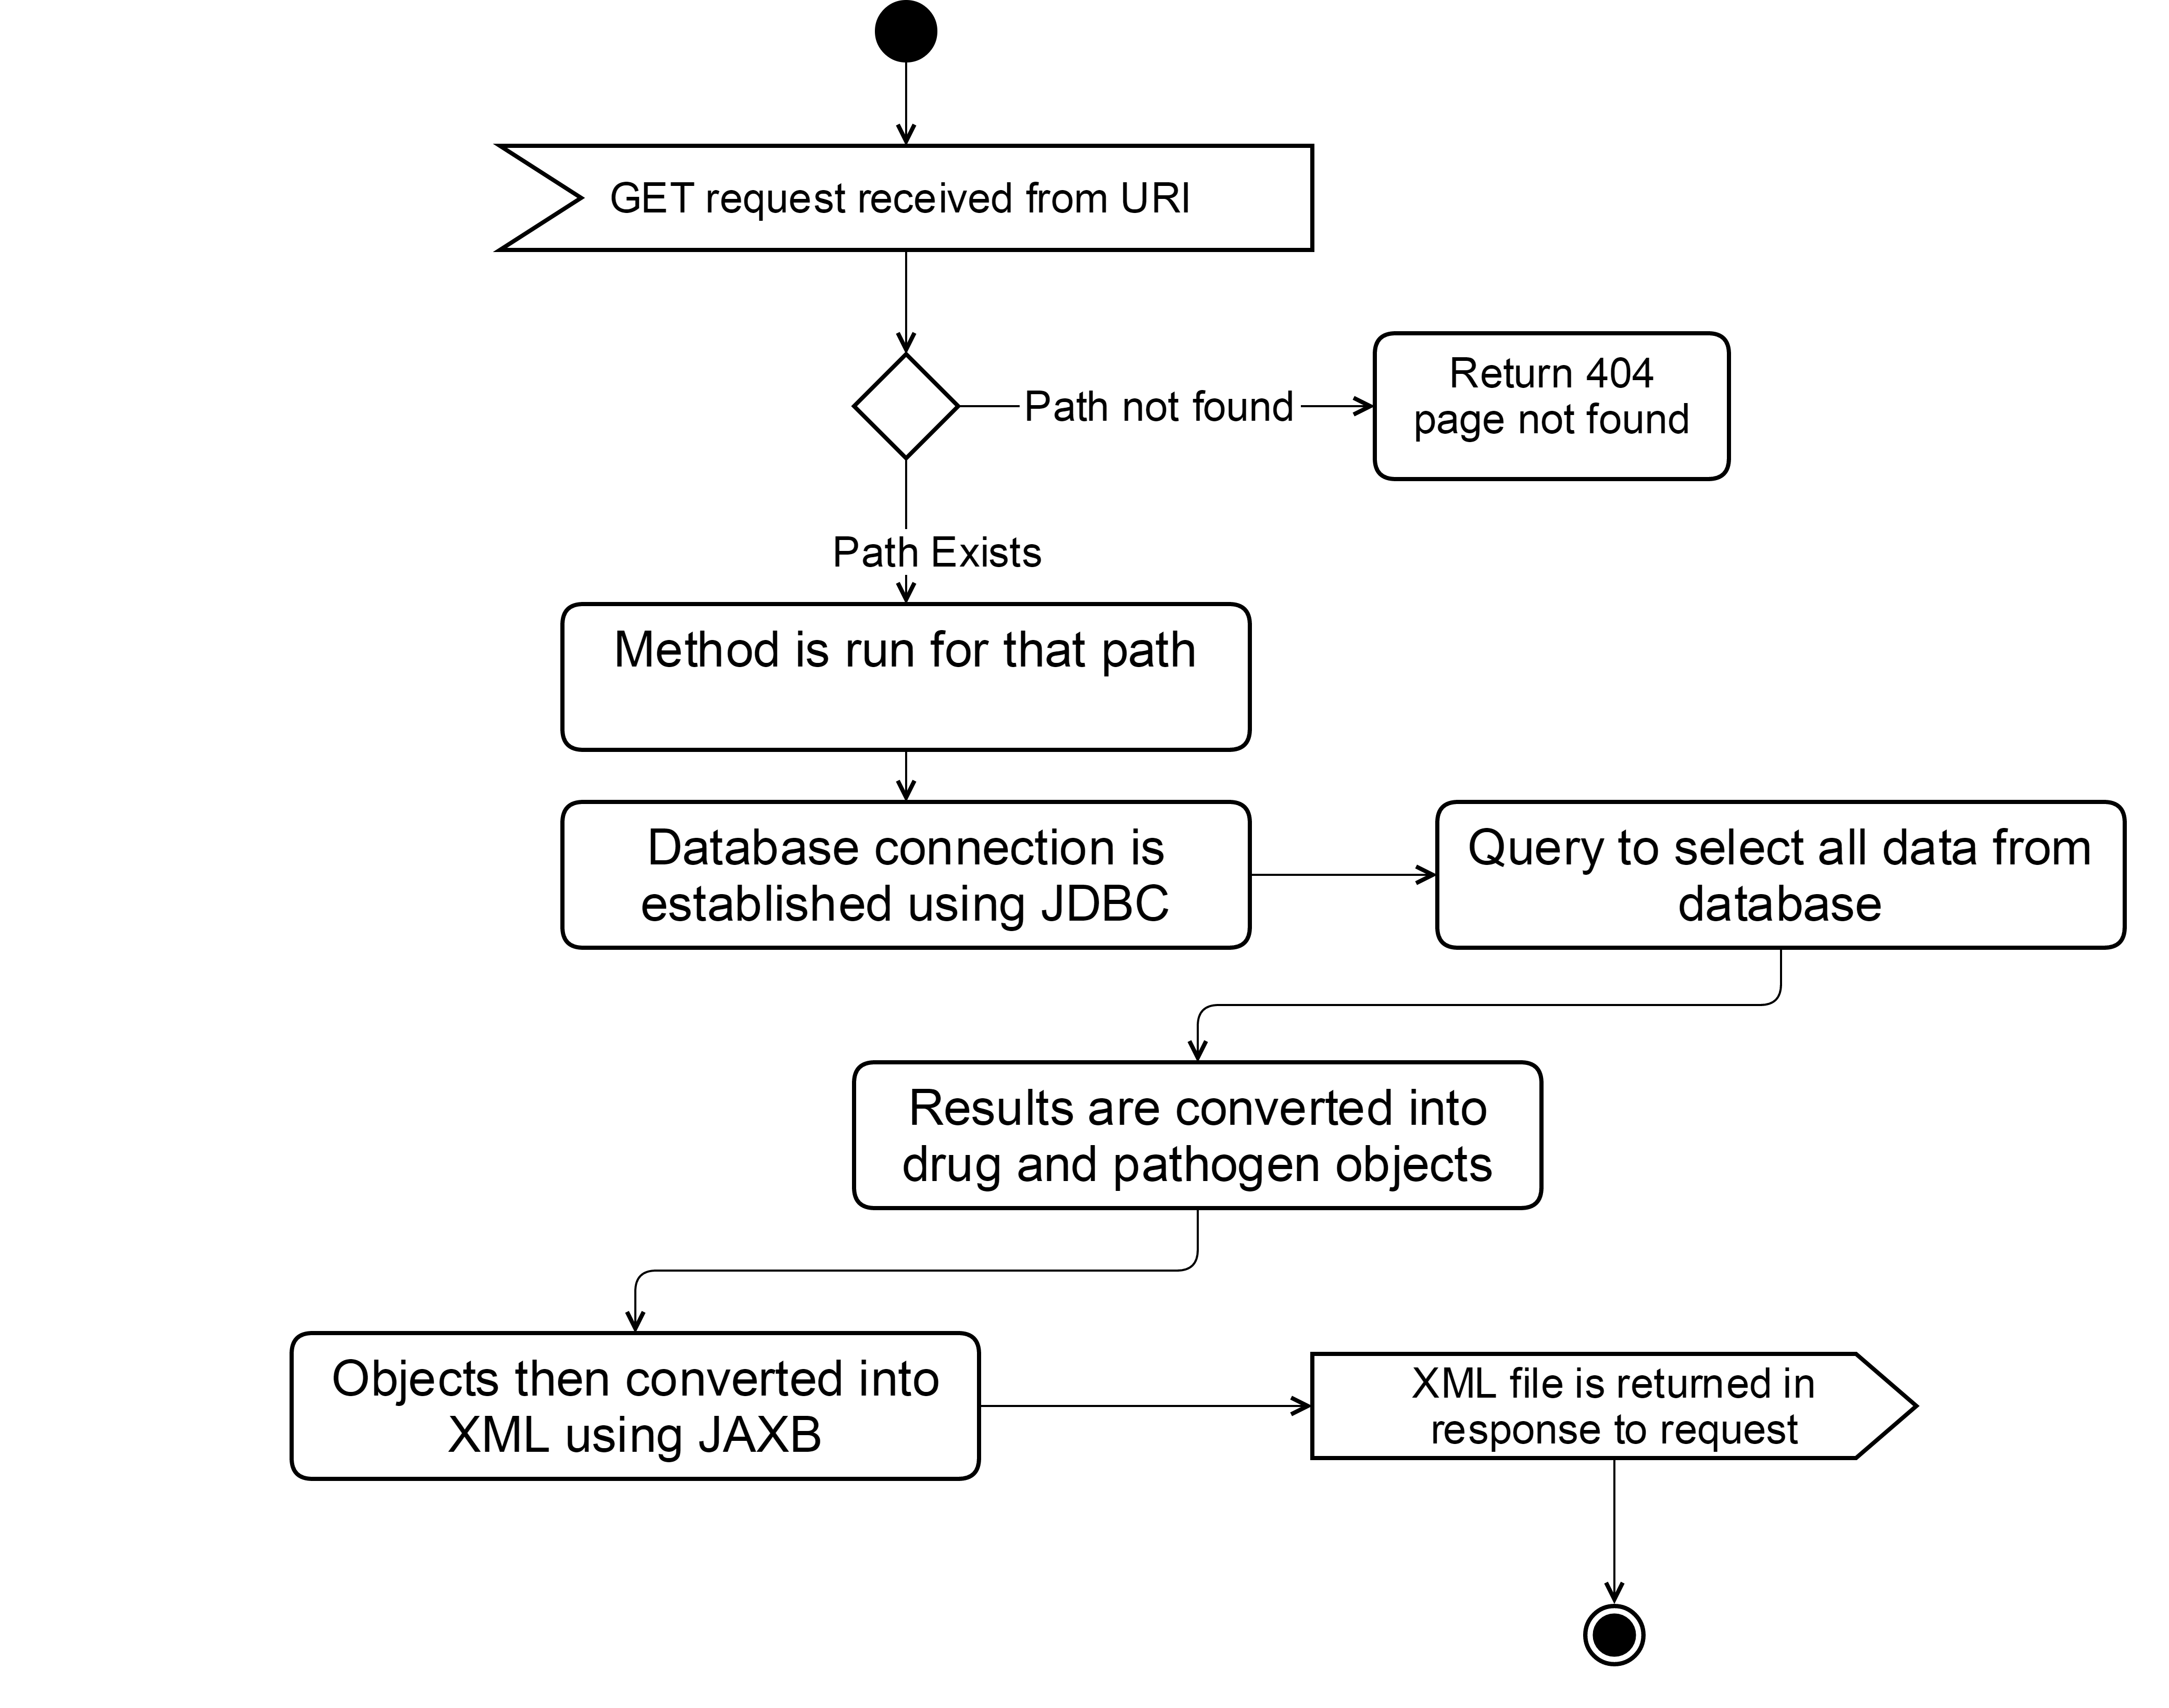 GET request received from URI
Path not found
Return 404
page not found
Path Exists
Method is run for that path
Database connection is
established using JDBC
Query to select all data from
database
Results are converted into
drug and pathogen objects
Objects then converted into
XML using JAXB
XML file is returned in
response to request